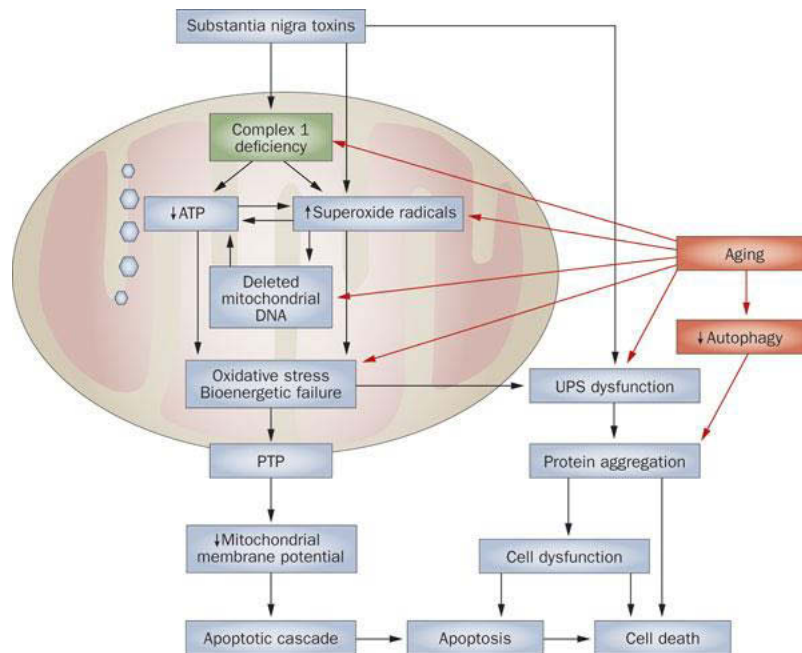 Substantia nigra toxins
Complex 1
deficiency
↓ATP
↑Superoxide radicals
Aging
Deleted
mitochondrial
DNA
↓Autophagy
Oxidative stress
Bioenergetic failure
UPS dysfunction
PTP
Protein aggregation
↓Mitochondrial
membrane potential
Cell dysfunction
Apoptotic cascade
Apoptosis
Cell death